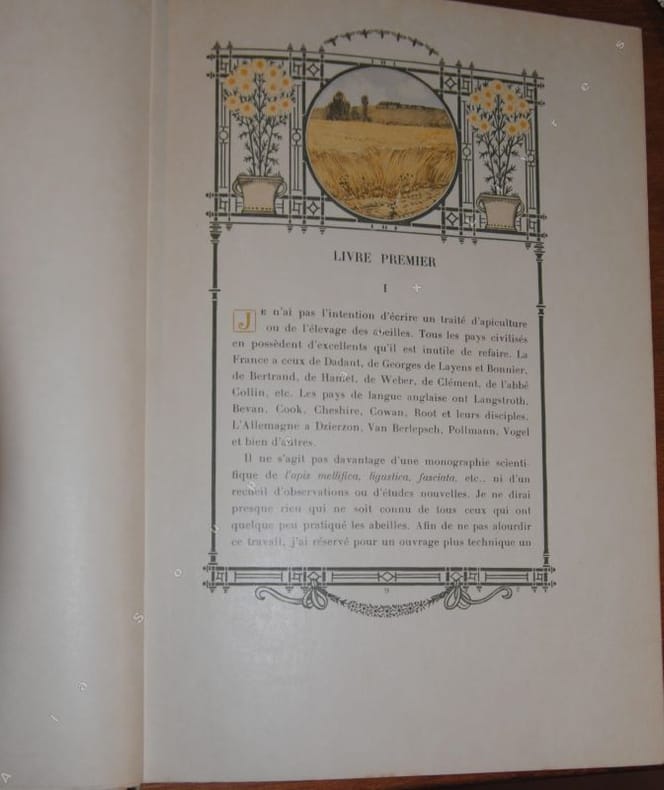 LIVRE PREMIER
I
JE n'ai pas l'intention d'écrire un traité d'apiculture
ou de l'élevage des abeilles. Tous les pays civilisés
en possèdent d'excellents qu'il est inutile de refaire. La
France a ceux de Dadant, de Georges de Layens et Bonnier,
de Bertrand, de Hamet, de Weber, de Clément, de l'abbé
Collin, etc. Les pays de langue anglaise ont Langstroth,
Bevan, Cook, Cheshire, Cowan, Root et leurs disciples.
L'Allemagne a Dzierzon, Van Berlepsch, Pollmann, Vogel
et bien d'autres.
Il ne s'agit pas davantage d'une monographie scienti-
fique de l'apis mellifica, ligustica, fasciata, etc., ni d'un
recueil d'observations ou d'études nouvelles. Je ne dirai
presque rien qui ne soit connu de tous ceux qui ont
quelque peu pratiqué les abeilles. Afin de ne pas alourdir
ce travail, j'ai réservé pour un ouvrage plus technique un
9